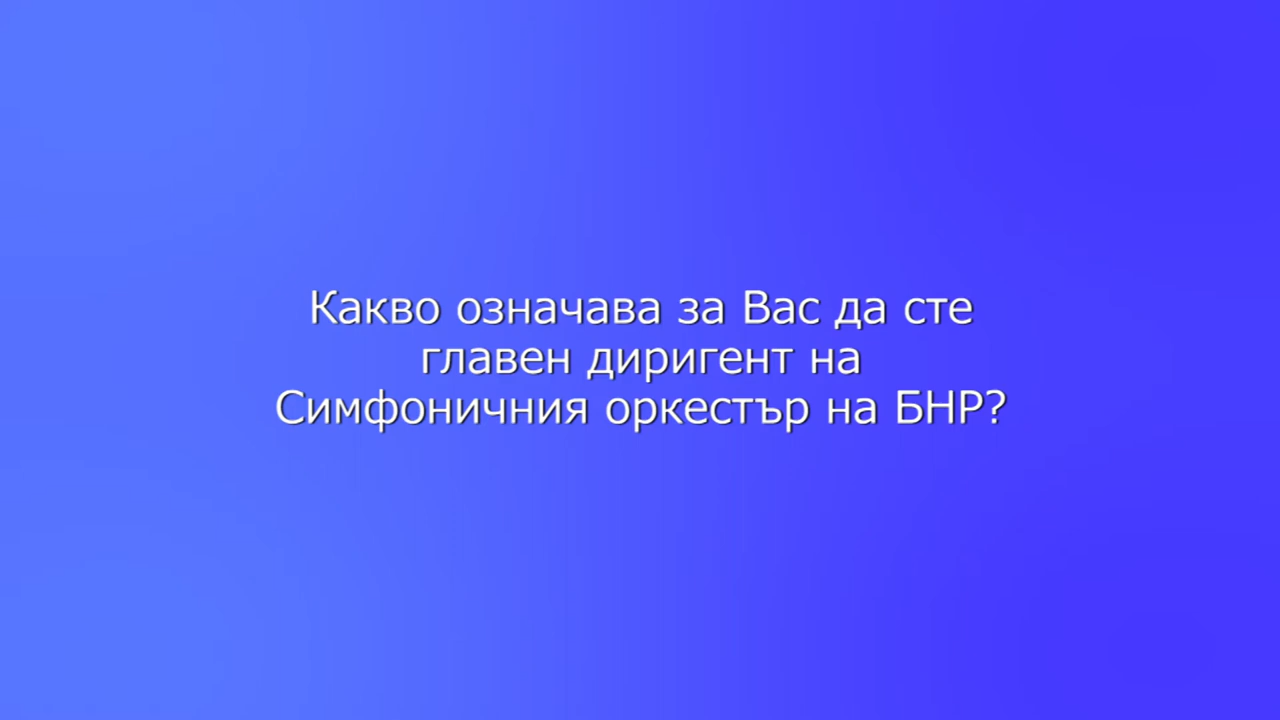 Какво означава за Вас да сте
главен диригент на
Симфоничния оркестър на БНР?